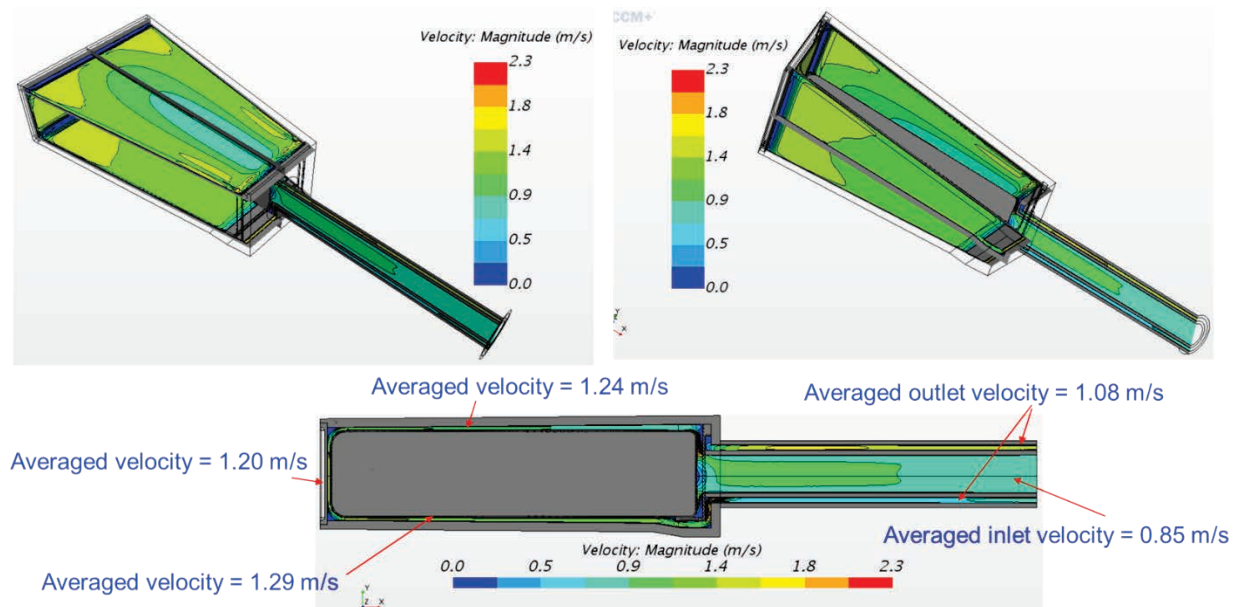 Velocity: Magnitude (m/s)
2.3
1.8
1.4
0.9
0.5
0.0
CCM+
Velocity: Magnitude (m/s)
2.3
1.8
1.4
0.9
0.5
0.0
Y
X
Averaged velocity = 1.24 m/s
Averaged outlet velocity = 1.08 m/s
Averaged velocity = 1.20 m/s
Averaged inlet velocity = 0.85 m/s
Averaged velocity = 1.29 m/s
Velocity: Magnitude (m/s)
0.0 0.5 0.9 1.4 1.8 2.3
Y
Z X